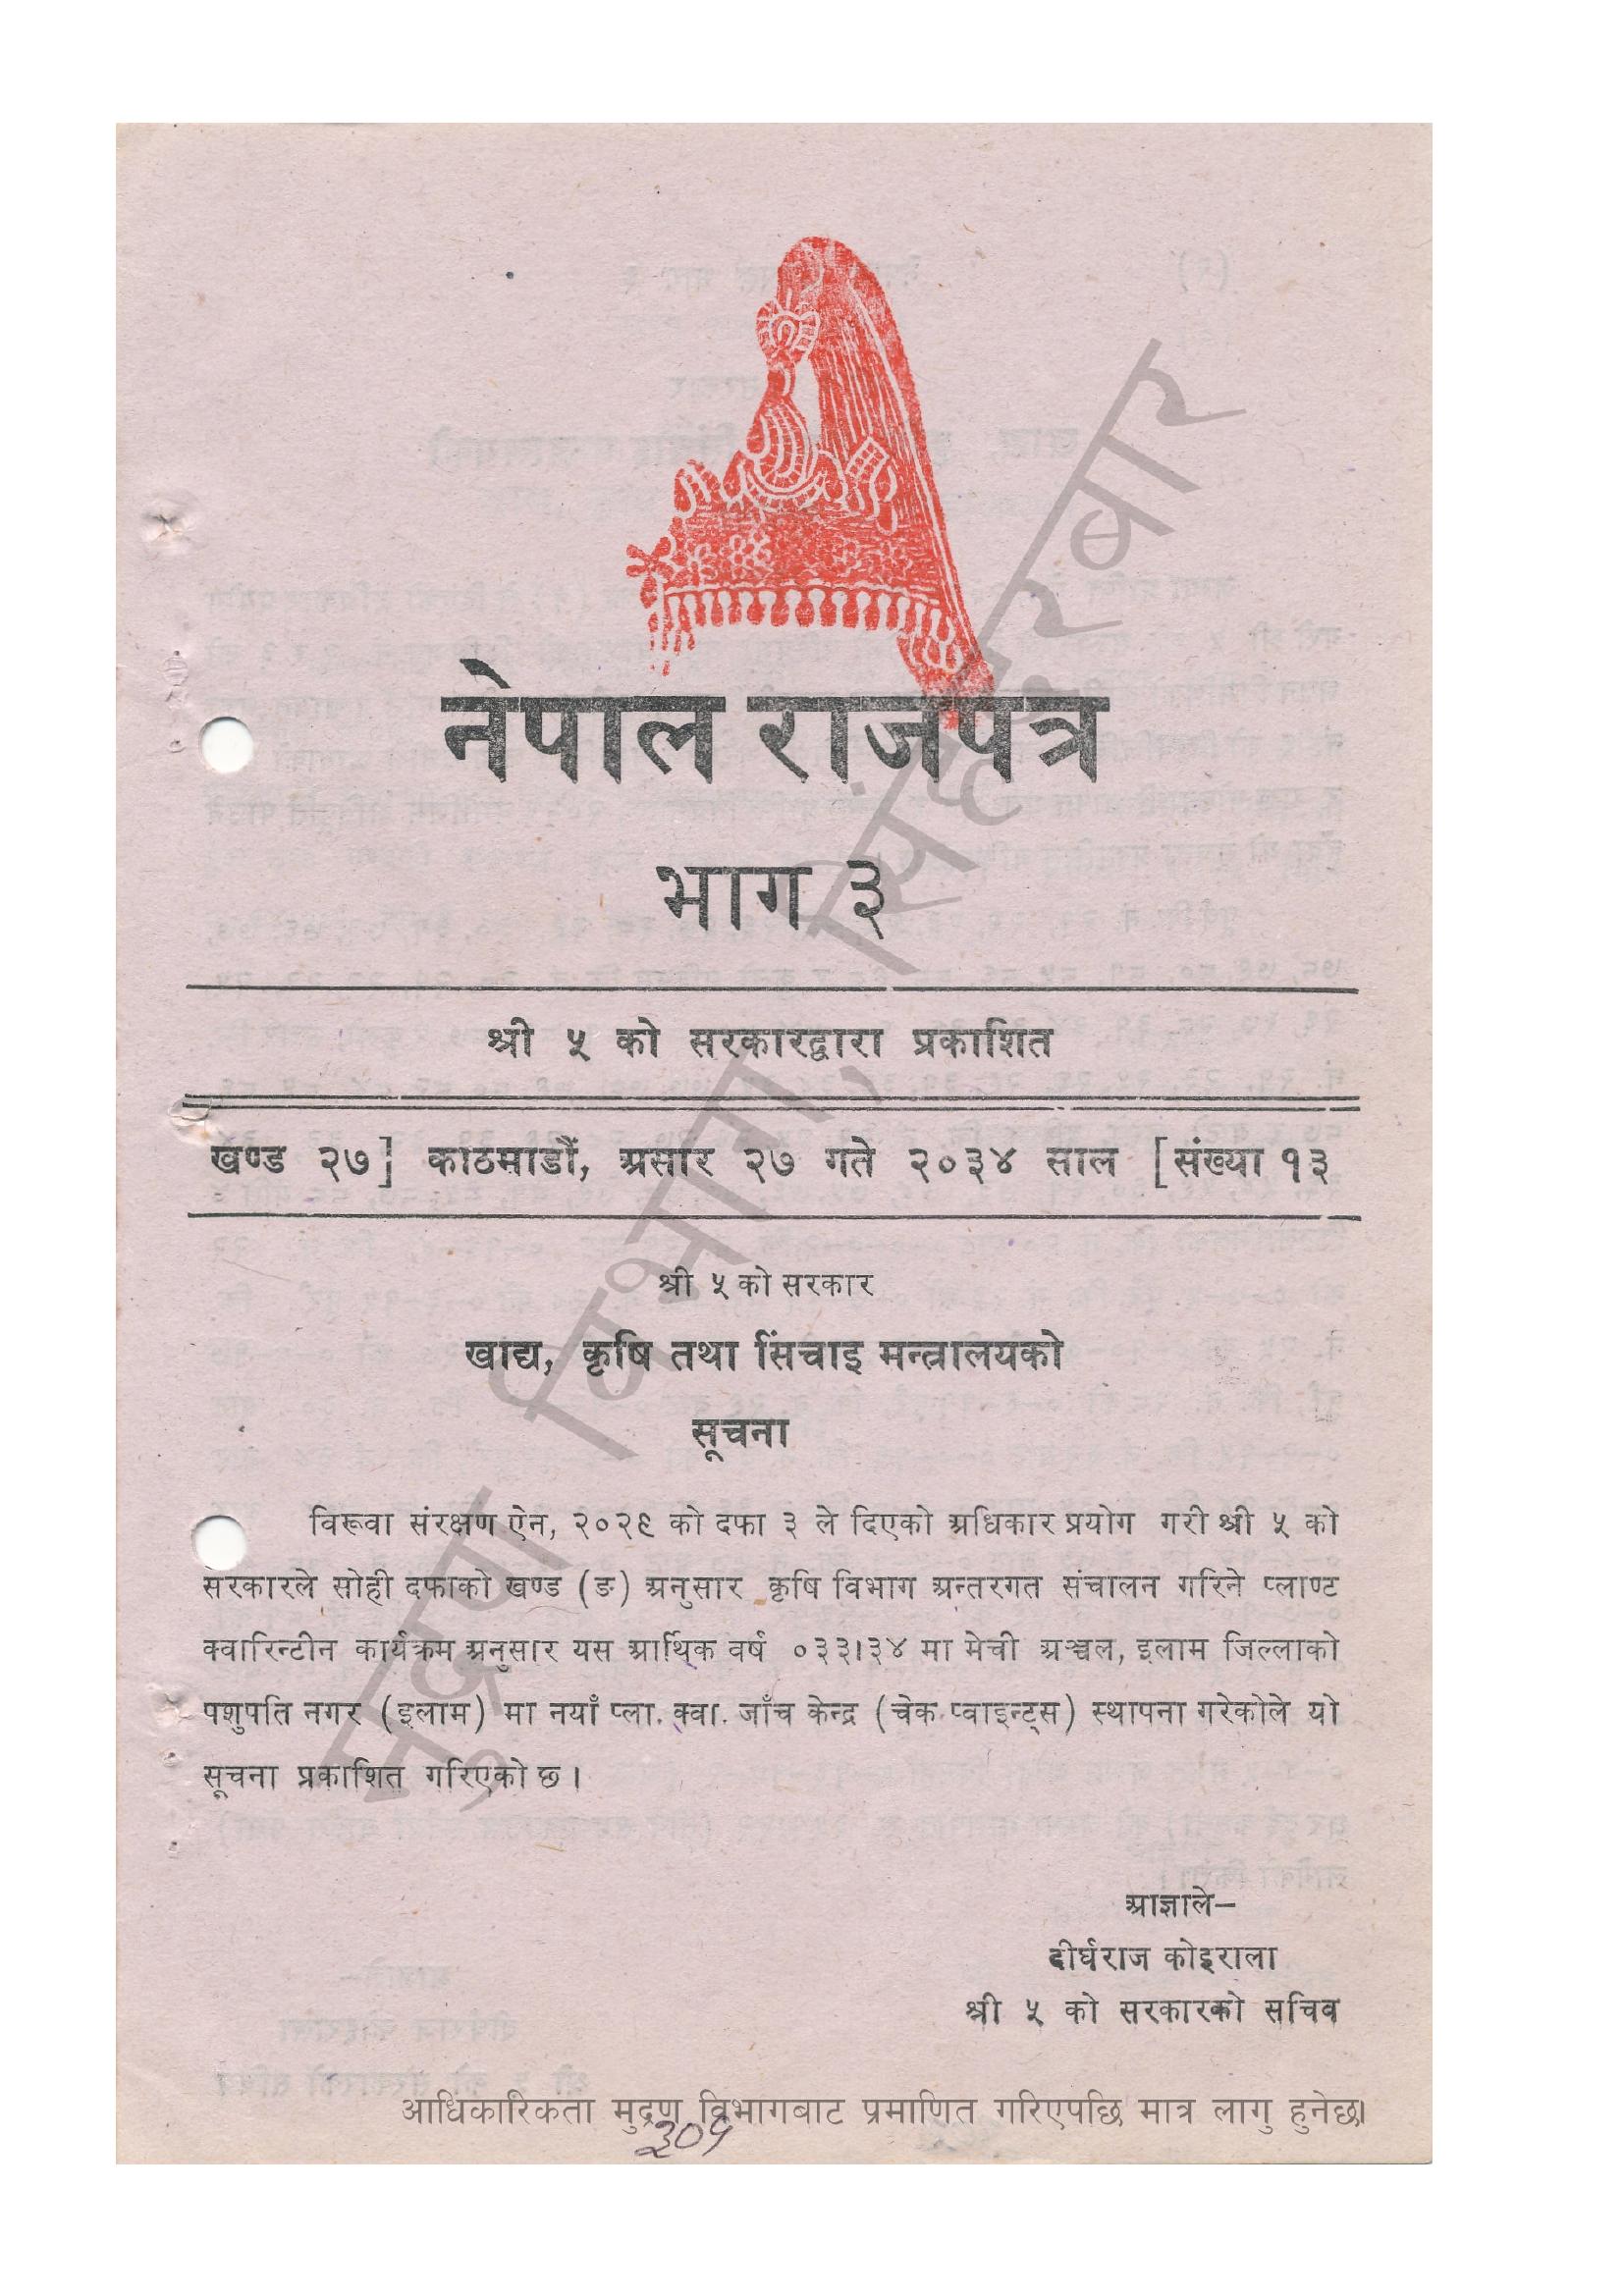 नेपाल राजपत्र
भाग ३
श्री ५ को सरकारद्वारा प्रकाशित
खण्ड २७] काठमाडौं, असार २७ गते २०३४ साल [संख्या १३
श्री ५ को सरकार
खाद्य, कृषि तथा सिंचाइ मन्त्रालयको
सूचना
विरूवा संरक्षण ऐन, २०२९ को दफा ३ ले दिएको अधिकार प्रयोग गरी श्री ५ को
सरकारले सोही दफाको खण्ड (ङ) अनुसार कृषि विभाग अन्तरगत संचालन गरिने प्लाण्ट
क्वारिन्टीन कार्यक्रम अनुसार यस आर्थिक वर्ष ०३३।३४ मा मेची अञ्चल, इलाम जिल्लाको
पशुपति नगर (इलाम) मा नयाँ प्ला. क्वा. जाँच केन्द्र (चेक प्वाइन्ट्स) स्थापना गरेकोले यो
सूचना प्रकाशित गरिएको छ।
आज्ञाले–
दीर्घराज कोइराला
श्री ५ को सरकारको सचिव
आधिकारिकता मुद्रण विभागबाट प्रमाणित गरिएपछि मात्र लागु हुनेछ।
३०५
मुद्रण विभाग, सिंहदरबार